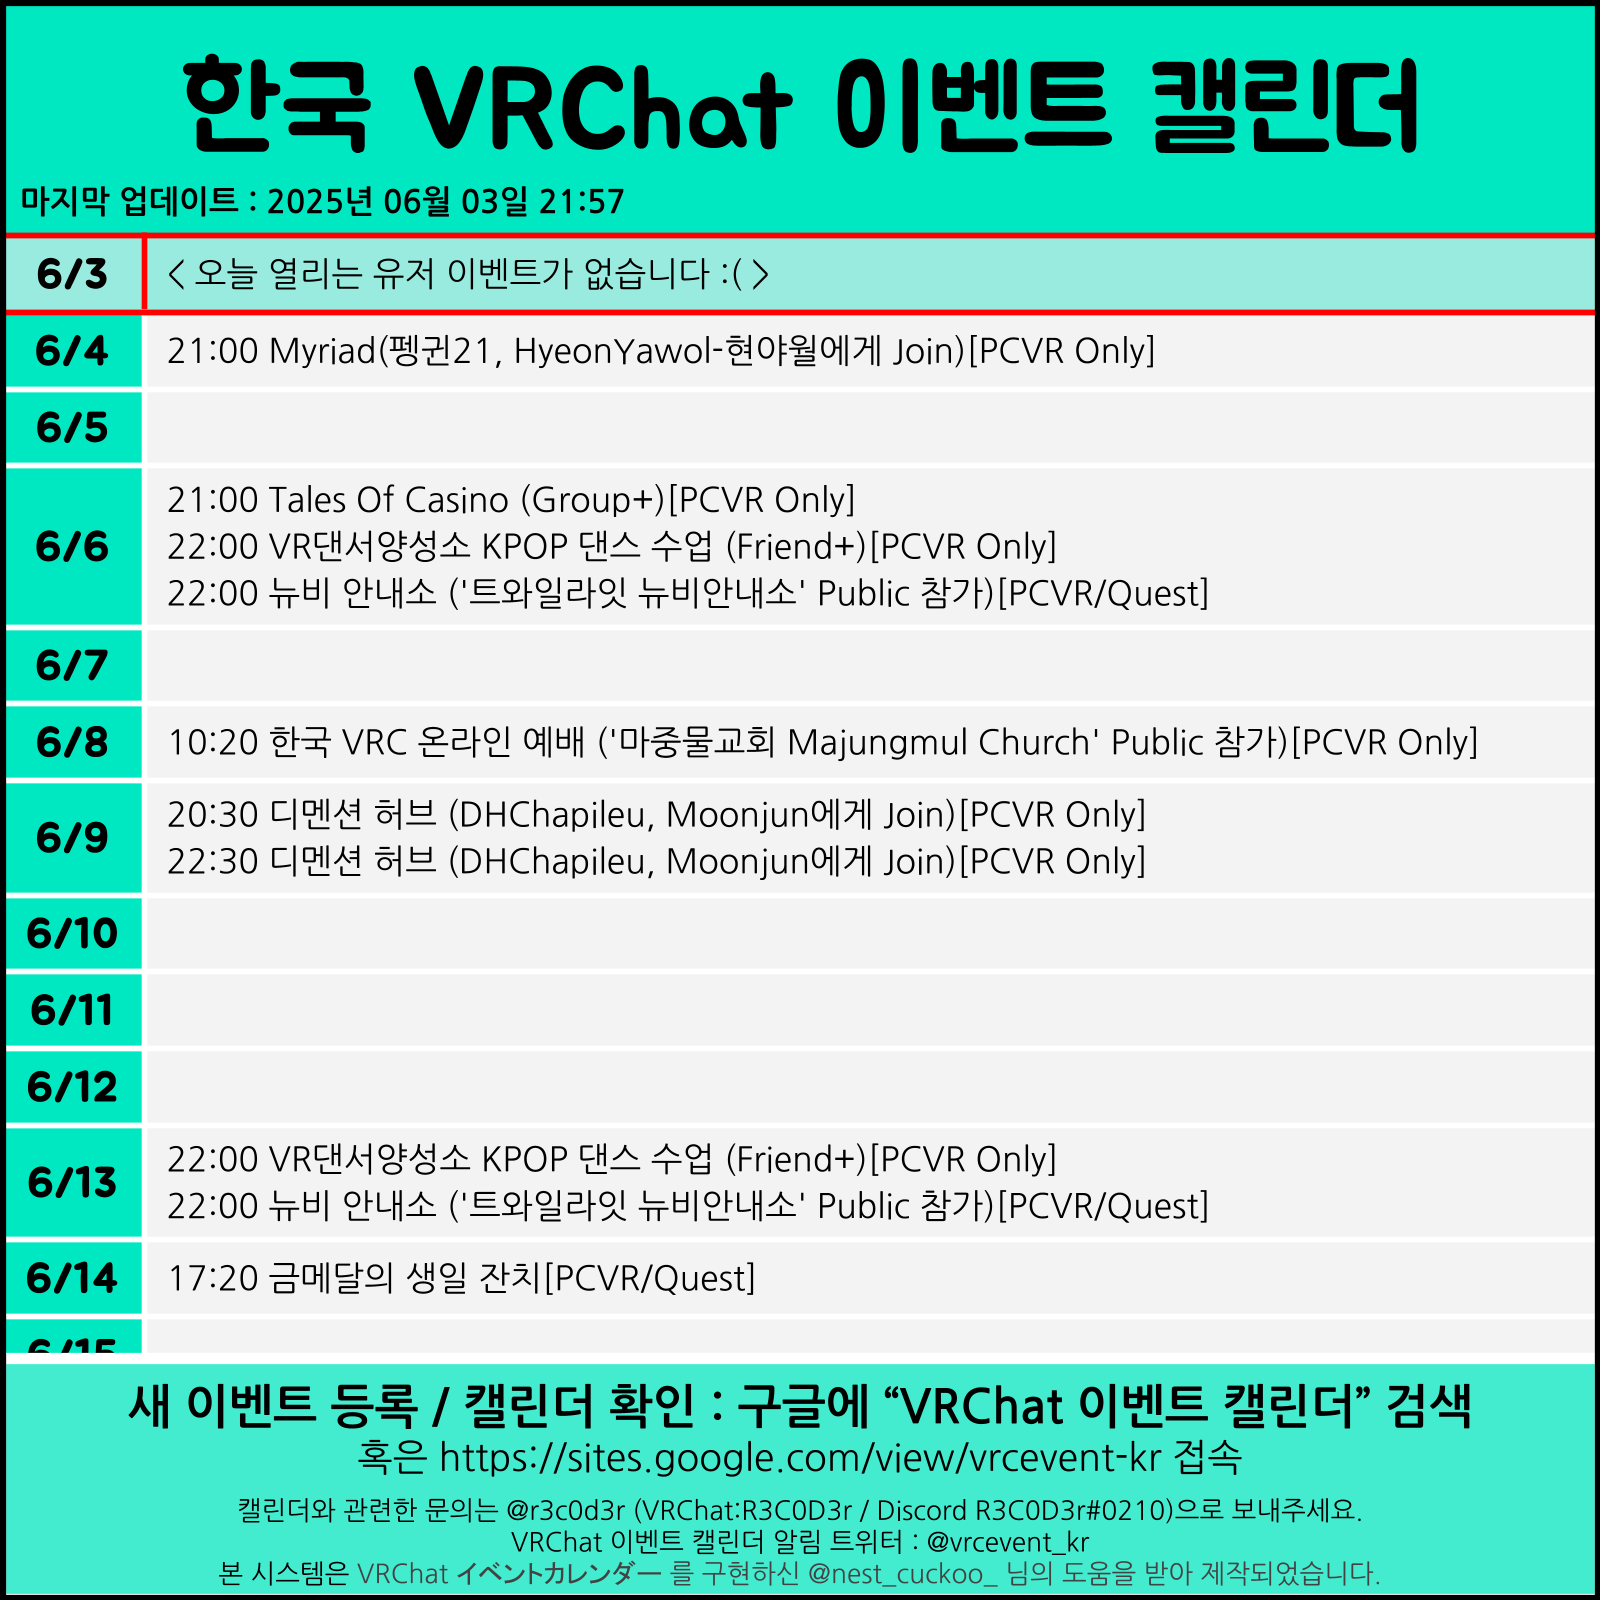 한국 VRChat 이벤트 캘린더
마지막 업데이트 : 2025년 06월 03일 21:57
6/3 < 오늘 열리는 유저 이벤트가 없습니다 :( >
6/4 21:00 Myriad(펭귄21, HyeonYawol-현야월에게 Join)[PCVR Only]
6/5
21:00 Tales Of Casino (Group+)[PCVR Only]
6/6 22:00 VR댄서양성소 KPOP 댄스 수업 (Friend+)[PCVR Only]
22:00 뉴비 안내소 ('트와일라잇 뉴비안내소' Public 참가)[PCVR/Quest]
6/7
6/8 10:20 한국 VRC 온라인 예배 ('마중물교회 Majungmul Church' Public 참가)[PCVR Only]
6/9 20:30 디멘션 허브 (DHChapileu, Moonjun에게 Join)[PCVR Only]
22:30 디멘션 허브 (DHChapileu, Moonjun에게 Join)[PCVR Only]
6/10
6/11
6/12
6/13 22:00 VR댄서양성소 KPOP 댄스 수업 (Friend+)[PCVR Only]
22:00 뉴비 안내소 ('트와일라잇 뉴비안내소' Public 참가)[PCVR/Quest]
6/14 17:20 금메달의 생일 잔치[PCVR/Quest]
6/15
새 이벤트 등록 / 캘린더 확인 : 구글에 “VRChat 이벤트 캘린더” 검색
혹은 https://sites.google.com/view/vrcevent-kr 접속
캘린더와 관련한 문의는 @r3c0d3r (VRChat:R3C0D3r / Discord R3C0D3r#0210)으로 보내주세요.
VRChat 이벤트 캘린더 알림 트위터 : @vrcevent_kr
본 시스템은 VRChat イベントカレンダー 를 구현하신 @nest_cuckoo_ 님의 도움을 받아 제작되었습니다.